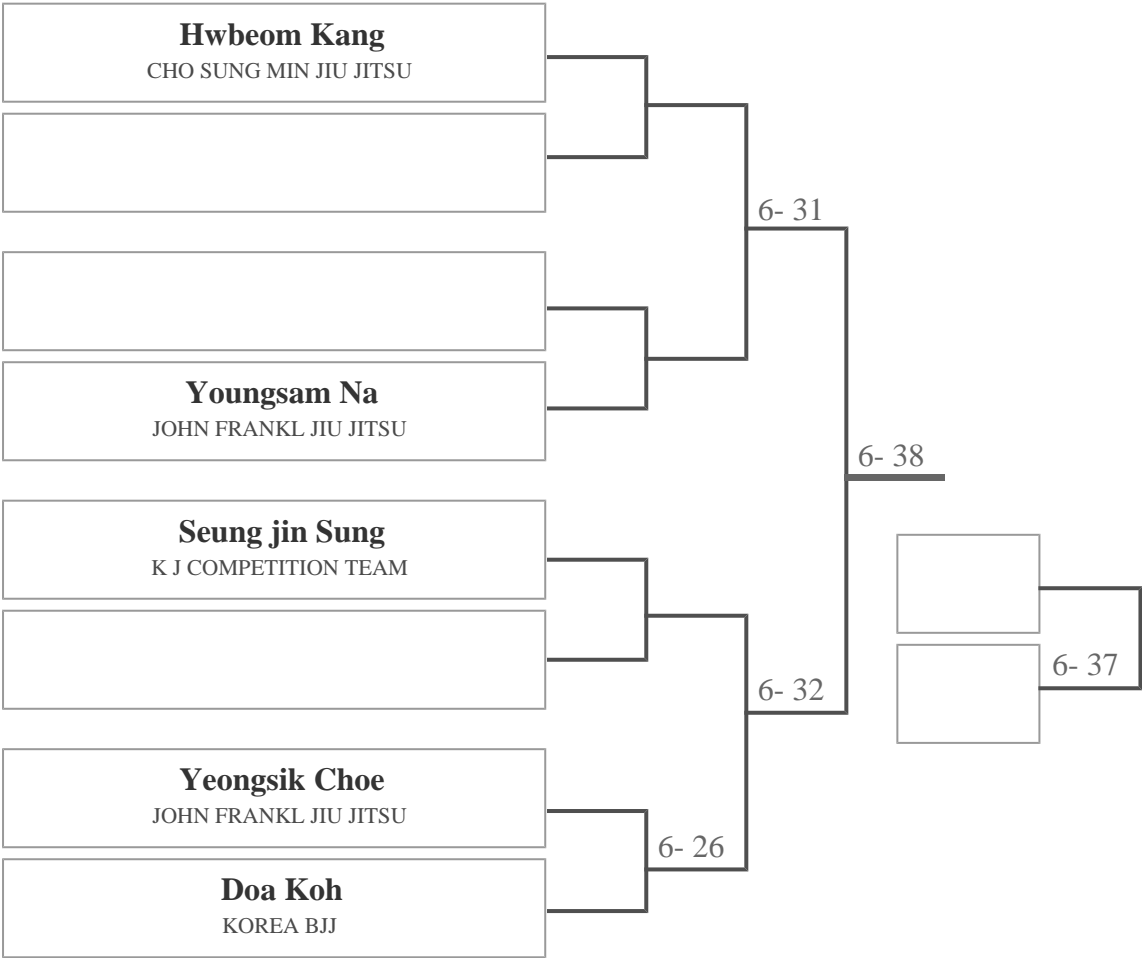 Hwbeom Kang
CHO SUNG MIN JIU JITSU
6- 31
Youngsam Na
JOHN FRANKL JIU JITSU
6- 38
Seung jin Sung
K J COMPETITION TEAM
6- 37
6- 32
Yeongsik Choe
JOHN FRANKL JIU JITSU
6- 26
Doa Koh
KOREA BJJ